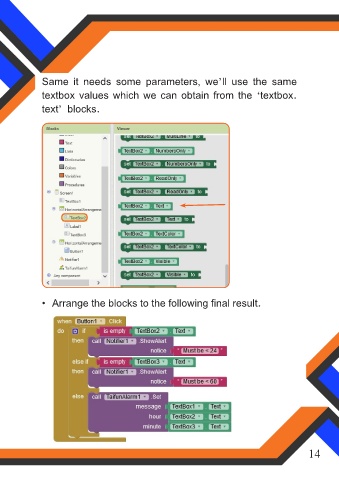 Same it needs some parameters, we'll use the same
textbox values which we can obtain from the 'textbox.
text' blocks.
Blocks
Viewer
Text
Lists
Dictionaries
Colors
Variables
Procedures
Screen1
TextBox1
HorizontalArrangeme
TextBox2
Label1
TextBox3
HorizontalArrangeme
Button1
Notifier1
TaifunAlarm1
Any component
set TextBox2 . MultiLine to
TextBox2 . NumbersOnly
set TextBox2 . NumbersOnly to
TextBox2 . ReadOnly
set TextBox2 . ReadOnly to
TextBox2 . Text
set TextBox2 . Text to
TextBox2 . TextColor
set TextBox2 . TextColor to
TextBox2 . Visible
set TextBox2 . Visible to
• Arrange the blocks to the following final result.
when Button1 .Click
do if is empty TextBox2 . Text
then call Notifier1 .ShowAlert
notice " Must be < 24 "
else if is empty TextBox3 . Text
then call Notifier1 .ShowAlert
notice " Must be < 60 "
else call TaifunAlarm1 .Set
message TextBox1 . Text
hour TextBox2 . Text
minute TextBox3 . Text
14